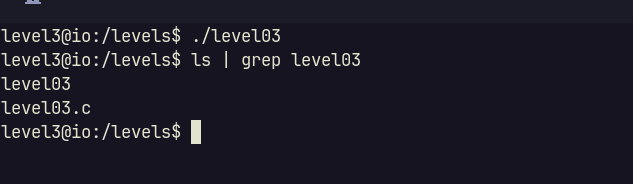 level3@io:/levels$ ./level03
level3@io:/levels$ ls | grep level03
level03
level03.c
level3@io:/levels$